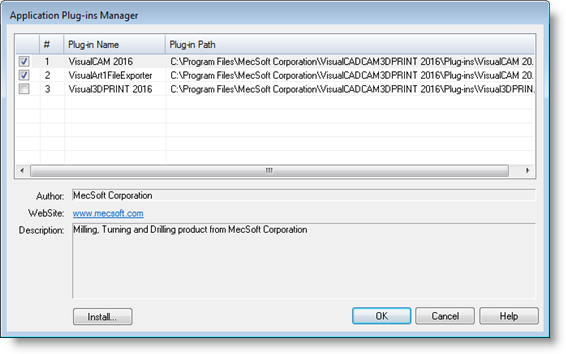 Application Plug-ins Manager
# Plug-in Name Plug-in Path
1 VisualCAM 2016 C:\Program Files\MecSoft Corporation\VisualCADCAM3DPRINT 2016\Plug-ins\VisualCAM 20...
2 VisualArt1FileExporter C:\Program Files\MecSoft Corporation\VisualCADCAM3DPRINT 2016\Plug-ins\VisualCAM 20...
3 Visual3DPRINT 2016 C:\Program Files\MecSoft Corporation\VisualCADCAM3DPRINT 2016\Plug-ins\Visual3DPRIN...
Author: MecSoft Corporation
WebSite: www.mecsoft.com
Description: Milling, Turning and Drilling product from MecSoft Corporation
Install... OK Cancel Help